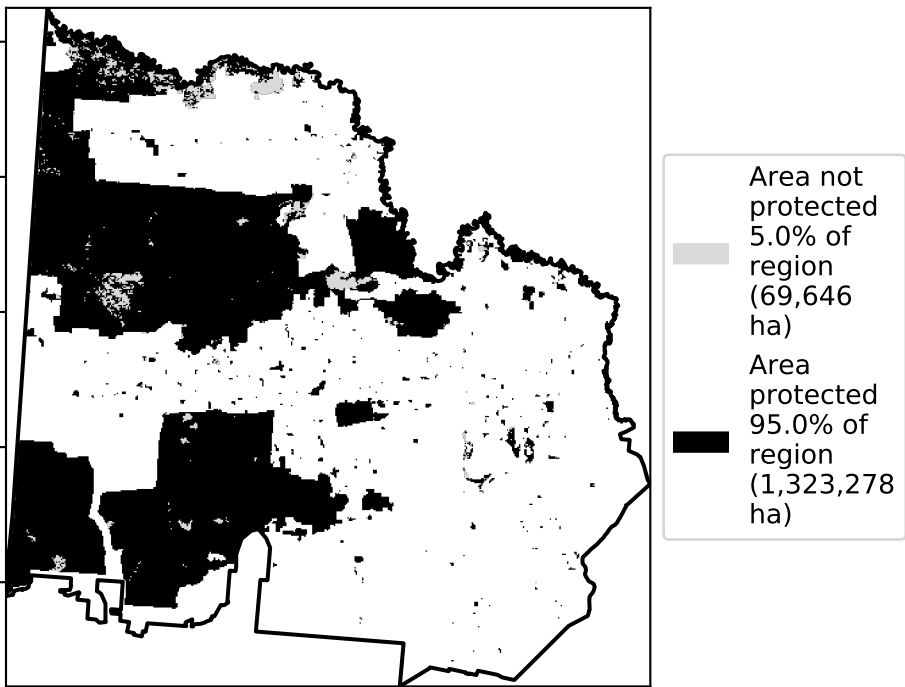 Area not
protected
5.0% of
region
(69,646
ha)
Area
protected
95.0% of
region
(1,323,278
ha)